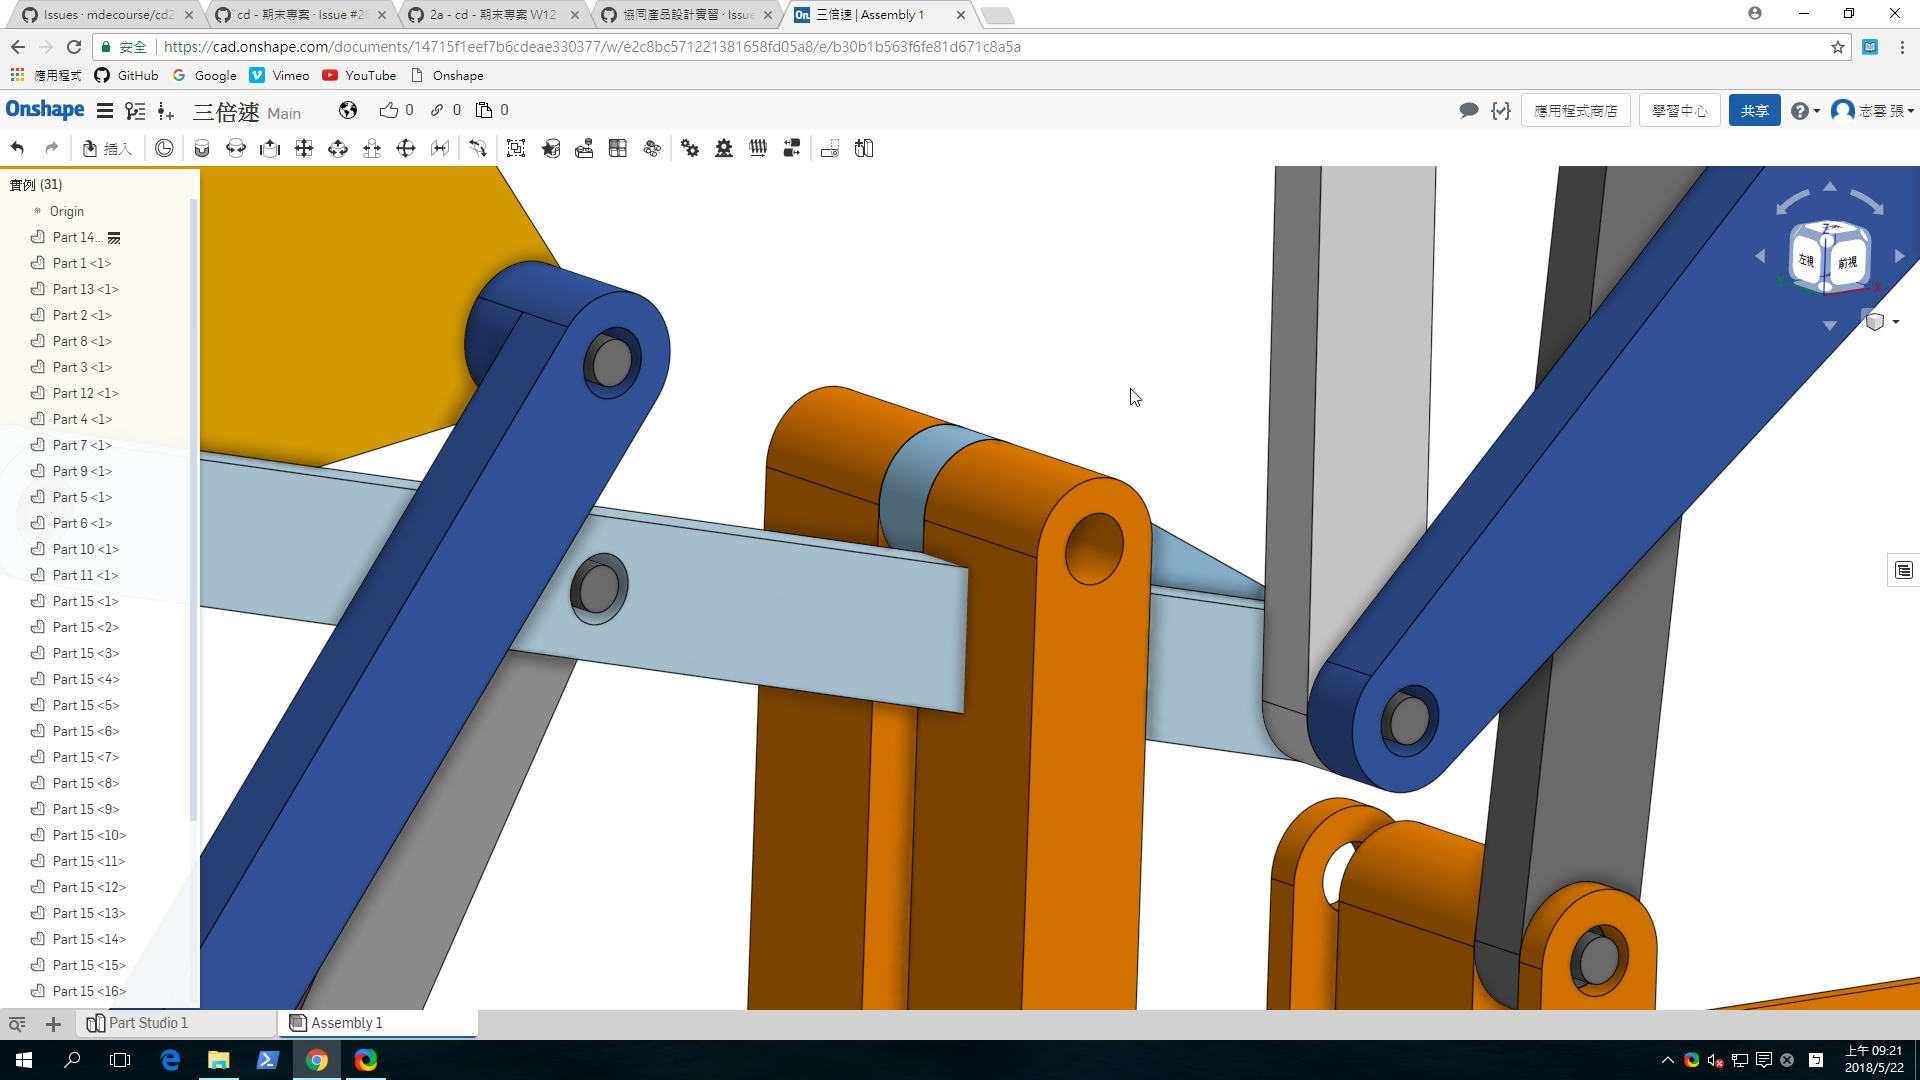 Issues · mdecourse/cd2
cd - 期末專案 · Issue #2
2a - cd - 期末專案 W12
協同產品設計實習 · Issue
On. 三倍速 | Assembly 1
安全 https://cad.onshape.com/documents/14715f1eef7b6cdeae330377/w/e2c8bc571221381658fd05a8/e/b30b1b563f6fe81d671c8a5a
應用程式 GitHub Google Vimeo YouTube Onshape
Onshape 三倍速 Main 0 0 0 應用程式商店 學習中心 共享 志雲 張
插入
實例 (31)
Origin
Part 14...
Part 1 <1>
Part 13 <1>
Part 2 <1>
Part 8 <1>
Part 3 <1>
Part 12 <1>
Part 4 <1>
Part 7 <1>
Part 9 <1>
Part 5 <1>
Part 6 <1>
Part 10 <1>
Part 11 <1>
Part 15 <1>
Part 15 <2>
Part 15 <3>
Part 15 <4>
Part 15 <5>
Part 15 <6>
Part 15 <7>
Part 15 <8>
Part 15 <9>
Part 15 <10>
Part 15 <11>
Part 15 <12>
Part 15 <13>
Part 15 <14>
Part 15 <15>
Part 15 <16>
Z
左視 前視
Y X
Part Studio 1
Assembly 1
上午 09:21
2018/5/22